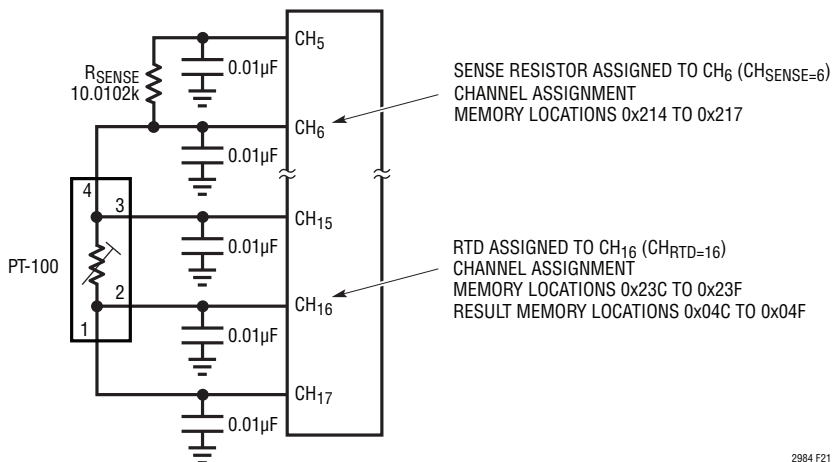 CH5
RSENSE
10.0102k
0.01µF
SENSE RESISTOR ASSIGNED TO CH6 (CHSENSE=6)
CHANNEL ASSIGNMENT
MEMORY LOCATIONS 0x214 TO 0x217
CH6
0.01µF
4
3
CH15
PT-100
0.01µF
RTD ASSIGNED TO CH16 (CHRTD=16)
CHANNEL ASSIGNMENT
MEMORY LOCATIONS 0x23C TO 0x23F
RESULT MEMORY LOCATIONS 0x04C TO 0x04F
2
CH16
1
0.01µF
CH17
0.01µF
2984 F21